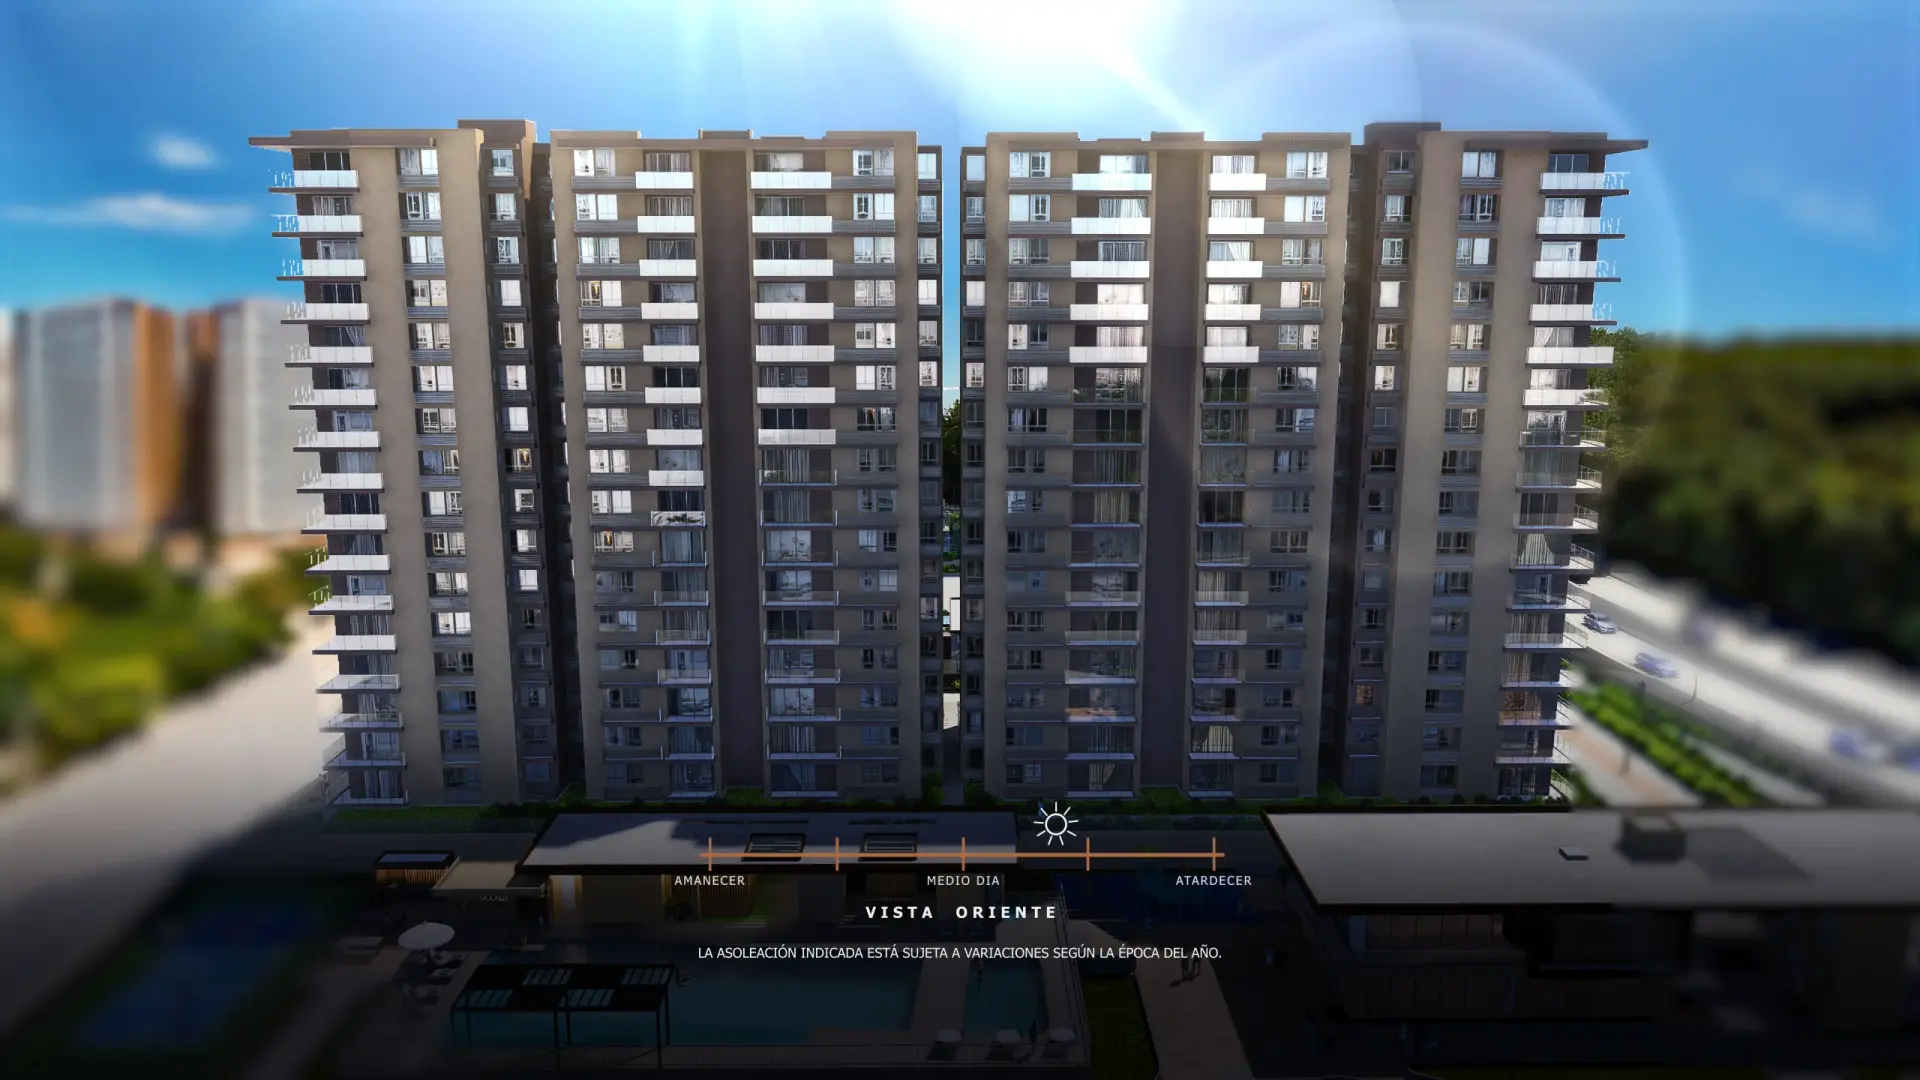 AMANECER MEDIO DIA ATARDECER
VISTA ORIENTE
LA ASOLEACIÓN INDICADA ESTÁ SUJETA A VARIACIONES SEGÚN LA ÉPOCA DEL AÑO.